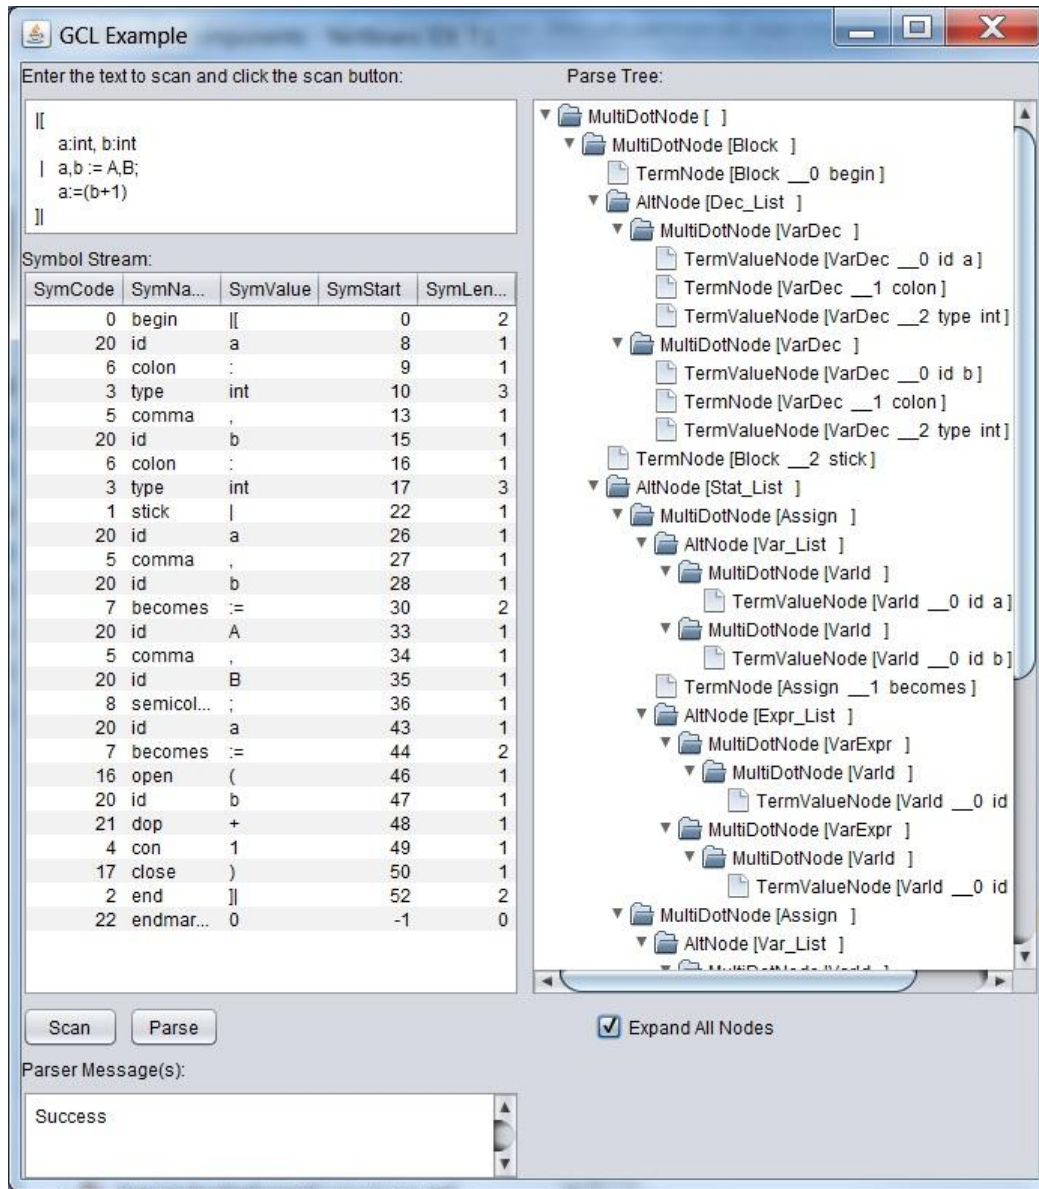 GCL Example
Enter the text to scan and click the scan button:
|[
a:int, b:int
| a,b := A,B;
a:=(b+1)
]|
Symbol Stream:
SymCode SymNa... SymValue SymStart SymLen...
0 begin |[ 0 2
20 id a 8 1
6 colon : 9 1
3 type int 10 3
5 comma , 13 1
20 id b 15 1
6 colon : 16 1
3 type int 17 3
1 stick | 22 1
20 id a 26 1
5 comma , 27 1
20 id b 28 1
7 becomes := 30 2
20 id A 33 1
5 comma , 34 1
20 id B 35 1
8 semicol... ; 36 1
20 id a 43 1
7 becomes := 44 2
16 open ( 46 1
20 id b 47 1
21 dop + 48 1
4 con 1 49 1
17 close ) 50 1
2 end ]| 52 2
22 endmar... 0 -1 0
Scan Parse
Parser Message(s):
Success
Parse Tree:
MultiDotNode [ ]
MultiDotNode [Block ]
TermNode [Block __0 begin ]
AltNode [Dec_List ]
MultiDotNode [VarDec ]
TermValueNode [VarDec __0 id a ]
TermNode [VarDec __1 colon ]
TermValueNode [VarDec __2 type int ]
MultiDotNode [VarDec ]
TermValueNode [VarDec __0 id b ]
TermNode [VarDec __1 colon ]
TermValueNode [VarDec __2 type int ]
TermNode [Block __2 stick ]
AltNode [Stat_List ]
MultiDotNode [Assign ]
AltNode [Var_List ]
MultiDotNode [VarId ]
TermValueNode [VarId __0 id a ]
MultiDotNode [VarId ]
TermValueNode [VarId __0 id b ]
TermNode [Assign __1 becomes ]
AltNode [Expr_List ]
MultiDotNode [VarExpr ]
MultiDotNode [VarId ]
TermValueNode [VarId __0 id
MultiDotNode [VarExpr ]
MultiDotNode [VarId ]
TermValueNode [VarId __0 id
MultiDotNode [Assign ]
AltNode [Var_List ]
Expand All Nodes